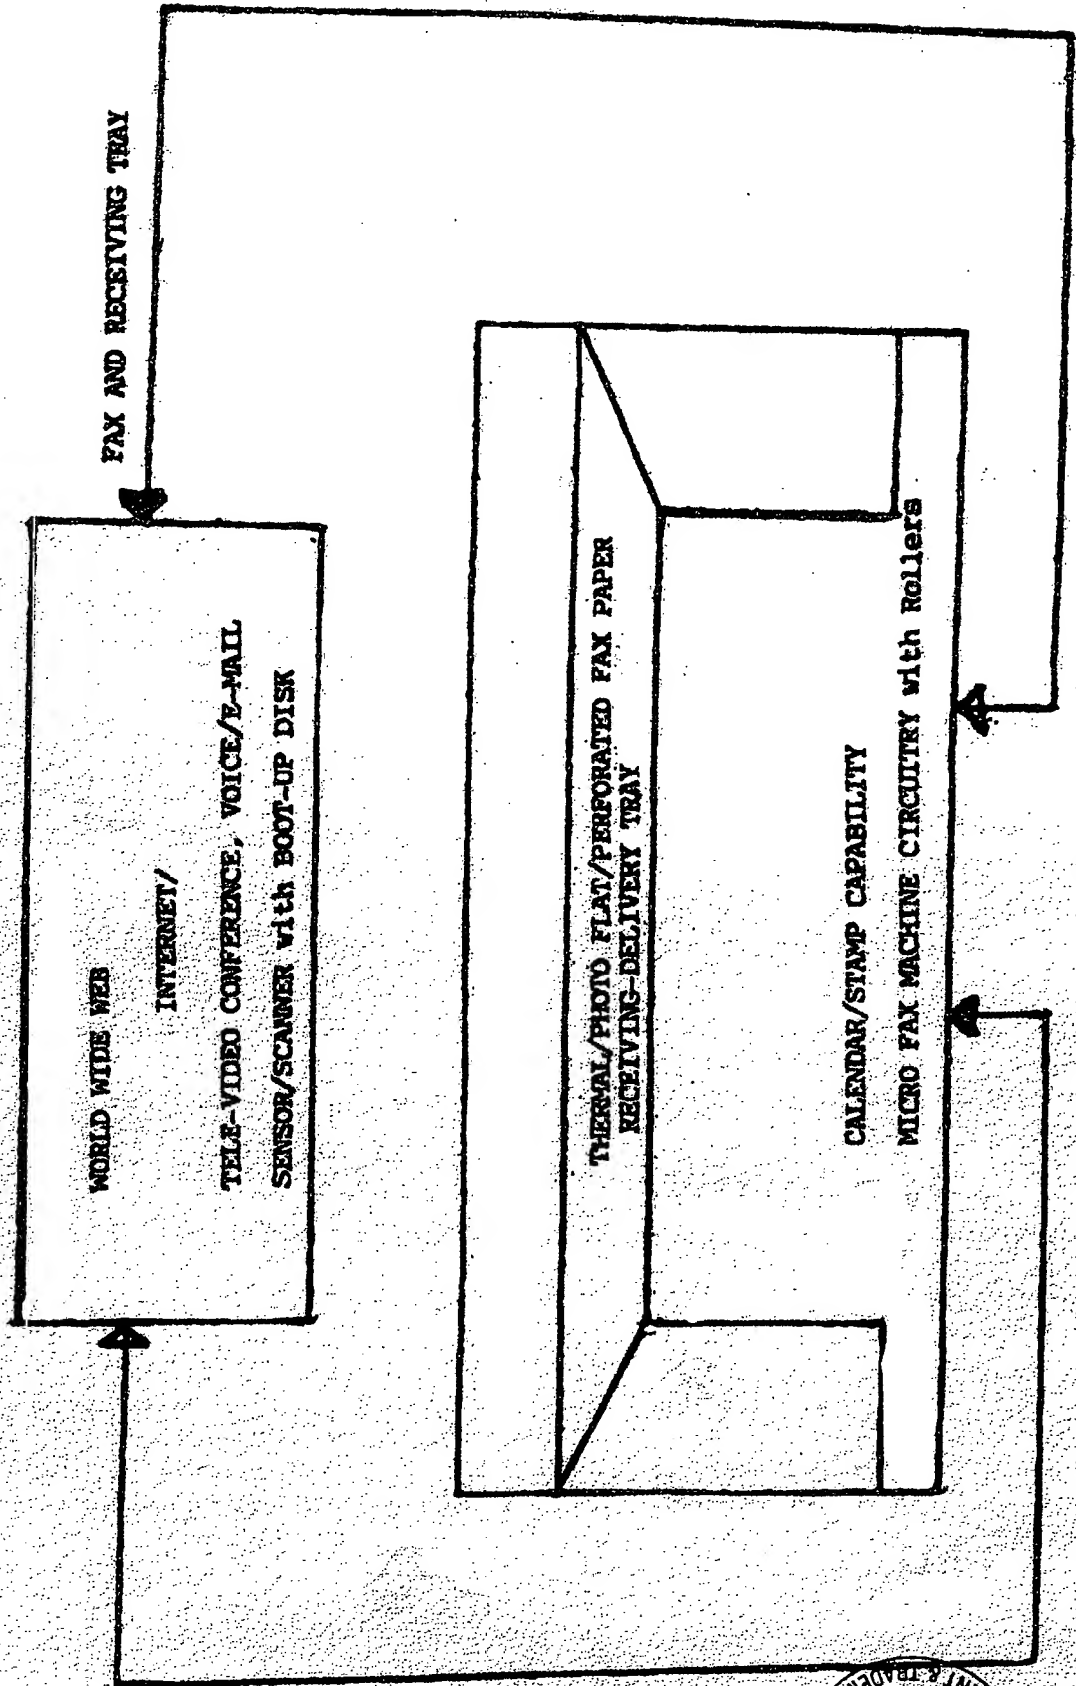 FAX AND RECEIVING TRAY
WORLD WIDE WEB
INTERNET/
TELE-VIDEO CONFERENCE, VOICE/E-MAIL
SENSOR/SCANNER with BOOT-UP DISK
THERMAL/PHOTO FLAT/PERFORATED FAX PAPER
RECEIVING-DELIVERY TRAY
CALENDAR/STAMP CAPABILITY
MICRO FAX MACHINE CIRCUITRY with Rollers